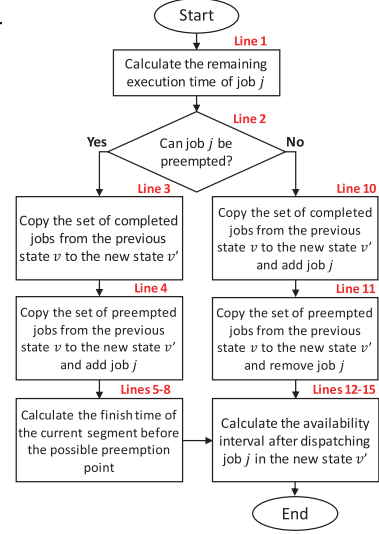 Start
Line 1
Calculate the remaining
execution time of job j
Line 2
Can job j be
preempted?
Yes
No
Line 3
Copy the set of completed
jobs from the previous
state v to the new state v'
Line 4
Copy the set of preempted
jobs from the previous
state v to the new state v'
and add job j
Lines 5-8
Calculate the finish time of
the current segment before
the possible preemption
point
Line 10
Copy the set of completed
jobs from the previous
state v to the new state v'
and add job j
Line 11
Copy the set of preempted
jobs from the previous
state v to the new state v'
and remove job j
Lines 12-15
Calculate the availability
interval after dispatching
job j in the new state v'
End